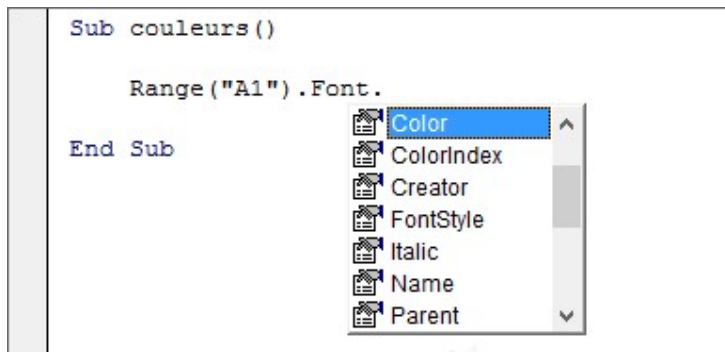 Sub couleurs()
Range("A1").Font.
Color
End Sub
ColorIndex
Creator
FontStyle
Italic
Name
Parent